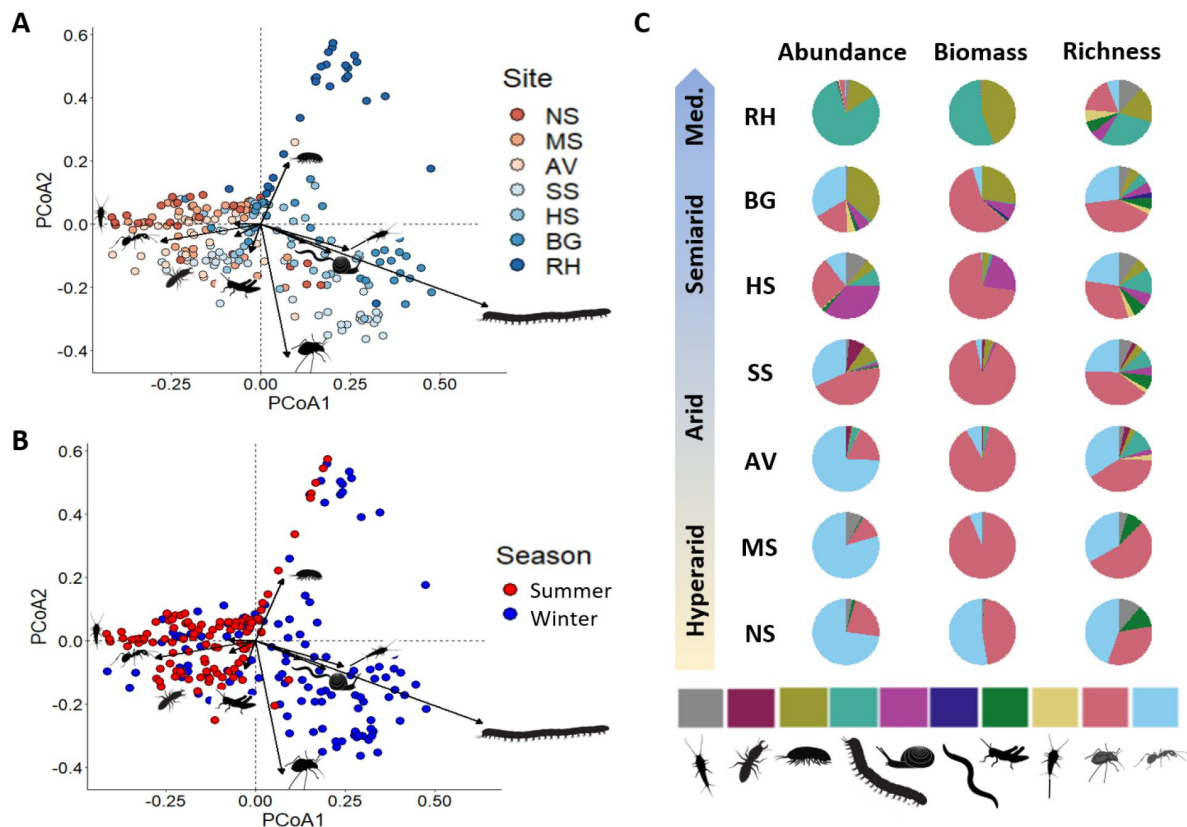 A
0.6
0.4
0.2
0.0
-0.2
-0.4
PCoA2
-0.25
0.00
0.25
0.50
PCoA1
Site
NS
MS
AV
SS
HS
BG
RH
B
0.6
0.4
0.2
0.0
-0.2
-0.4
PCoA2
-0.25
0.00
0.25
0.50
PCoA1
Season
Summer
Winter
C
Abundance Biomass Richness
Med.
Semiarid
Arid
Hyperarid
RH
BG
HS
SS
AV
MS
NS